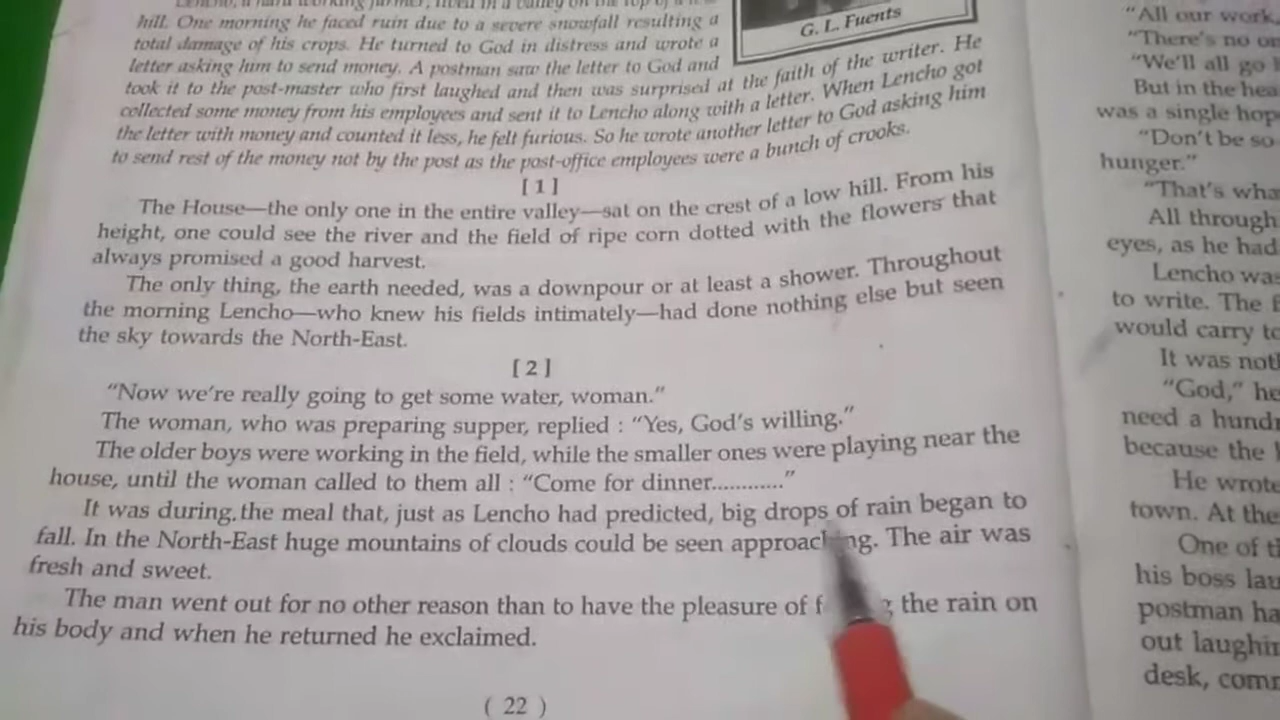 Lencho, a hard working farmer, lived in a valley on the top of a
hill. One morning he faced ruin due to a severe snowfall resulting a
total damage of his crops. He turned to God in distress and wrote a
letter asking him to send money. A postman saw the letter to God and
took it to the post-master who first laughed and then was surprised at the faith of the writer. He
collected some money from his employees and sent it to Lencho along with a letter. When Lencho got
the letter with money and counted it less, he felt furious. So he wrote another letter to God asking him
to send rest of the money not by the post as the post-office employees were a bunch of crooks.
G. L. Fuents
[ 1 ]
The House—the only one in the entire valley—sat on the crest of a low hill. From his
height, one could see the river and the field of ripe corn dotted with the flowers that
always promised a good harvest.
The only thing, the earth needed, was a downpour or at least a shower. Throughout
the morning Lencho—who knew his fields intimately—had done nothing else but seen
the sky towards the North-East.
[ 2 ]
"Now we're really going to get some water, woman."
The woman, who was preparing supper, replied : "Yes, God's willing."
The older boys were working in the field, while the smaller ones were playing near the
house, until the woman called to them all : "Come for dinner............"
It was during the meal that, just as Lencho had predicted, big drops of rain began to
fall. In the North-East huge mountains of clouds could be seen approaching. The air was
fresh and sweet.
The man went out for no other reason than to have the pleasure of the rain on
his body and when he returned he exclaimed.
( 22 )
"All our work
"There's no
"We'll all go
But in the
was a single
"Don't be so
hunger."
"That's
All through
eyes, as he had
Lencho
to write. The
would carry
It was
"God," he
need a
because the
He wrote
town. At the
One of
his boss
postman
out
desk,